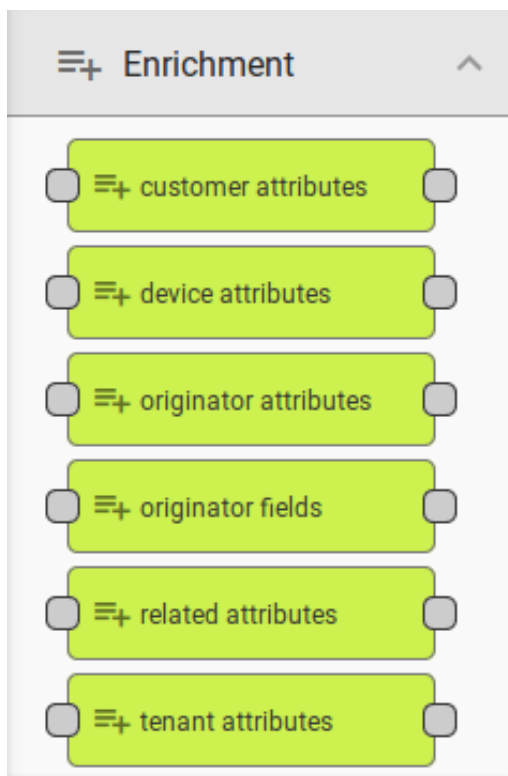 Enrichment
customer attributes
device attributes
originator attributes
originator fields
related attributes
tenant attributes